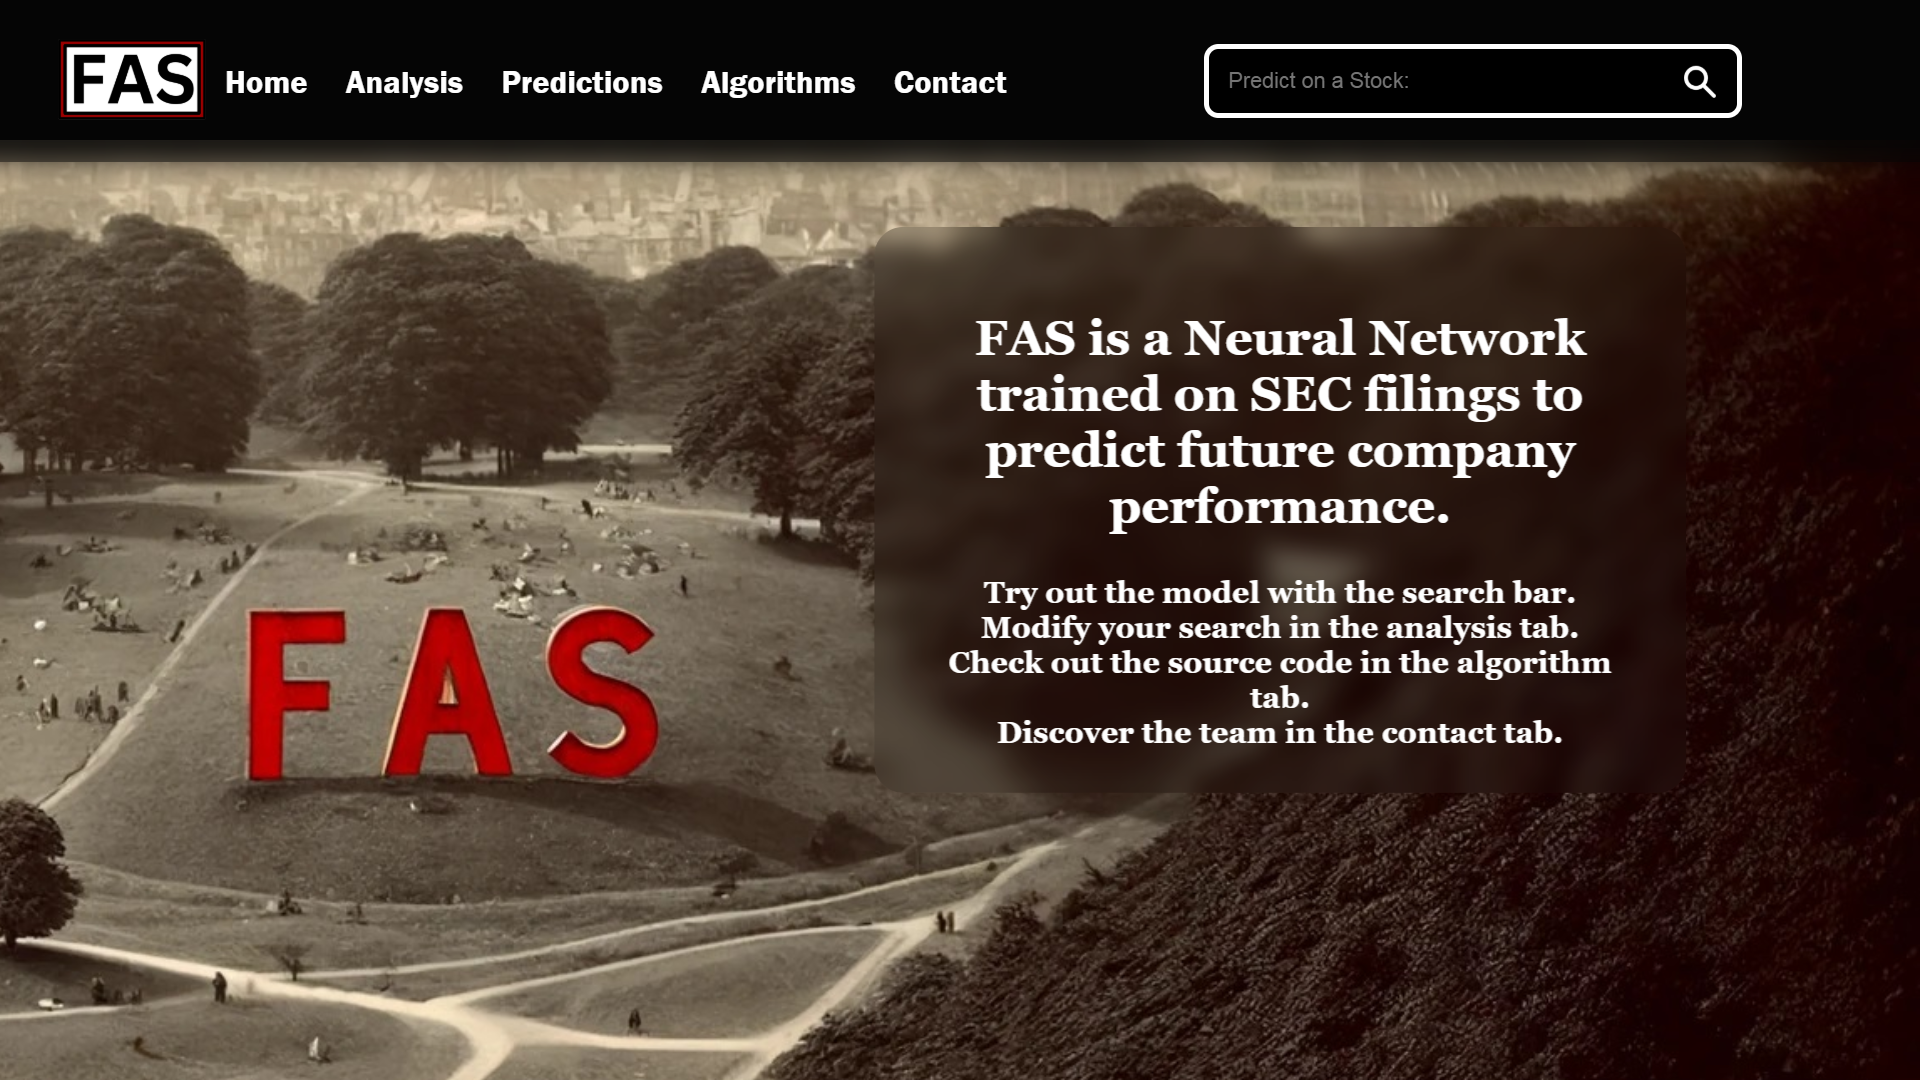 FAS
Home Analysis Predictions Algorithms Contact
Predict on a Stock:
FAS is a Neural Network
trained on SEC filings to
predict future company
performance.
Try out the model with the search bar.
Modify your search in the analysis tab.
Check out the source code in the algorithm
tab.
Discover the team in the contact tab.
FAS